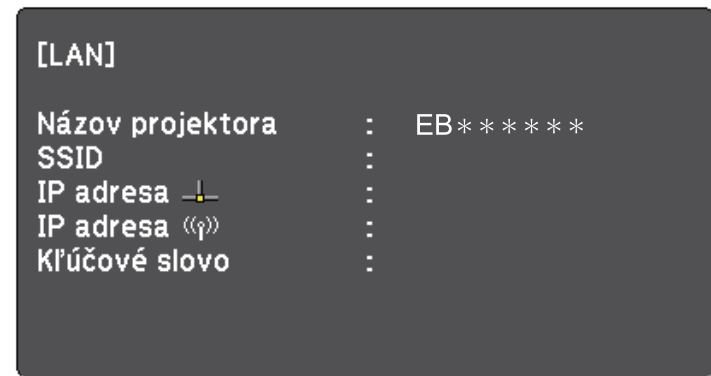 [LAN]
Názov projektora : EB∗∗∗∗∗∗
SSID :
IP adresa :
IP adresa :
Kľúčové slovo :